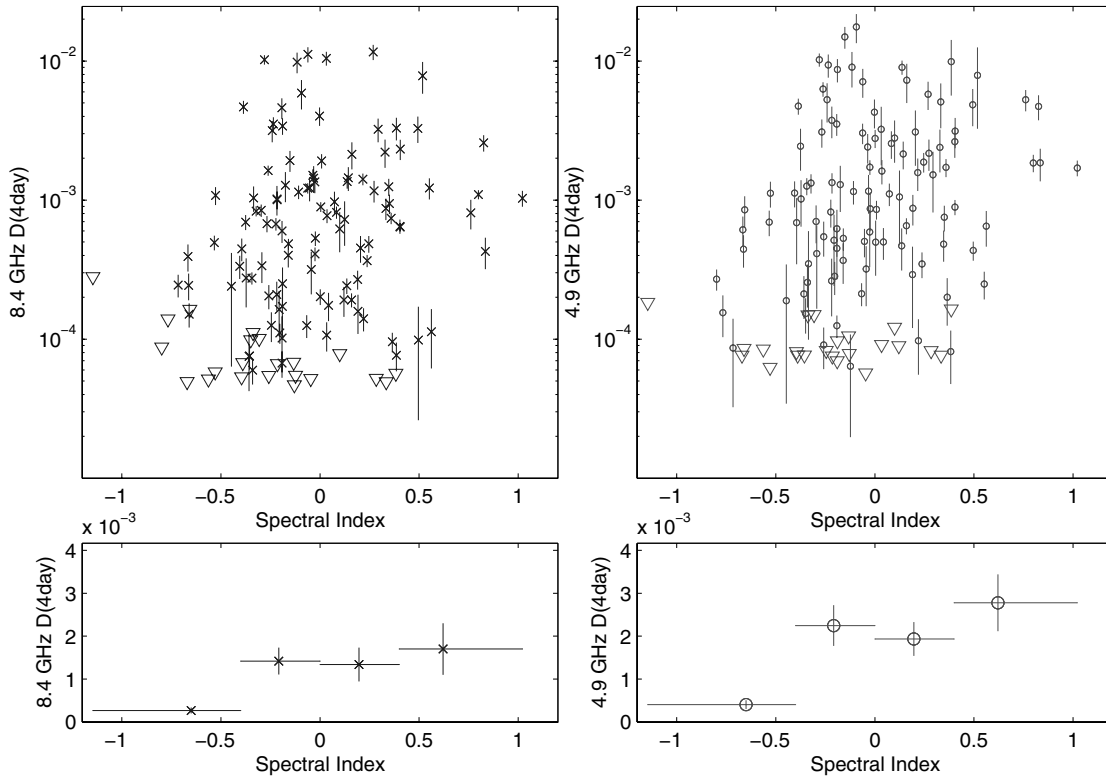 10^-2
10^-3
10^-4
8.4 GHz D(4day)
-1 -0.5 0 0.5 1
Spectral Index
10^-2
10^-3
10^-4
4.9 GHz D(4day)
−1 −0.5 0 0.5 1
Spectral Index
x 10^-3
4
3
2
1
0
8.4 GHz D(4day)
−1 −0.5 0 0.5 1
Spectral Index
x 10^-3
4
3
2
1
0
4.9 GHz D(4day)
−1 −0.5 0 0.5 1
Spectral Index